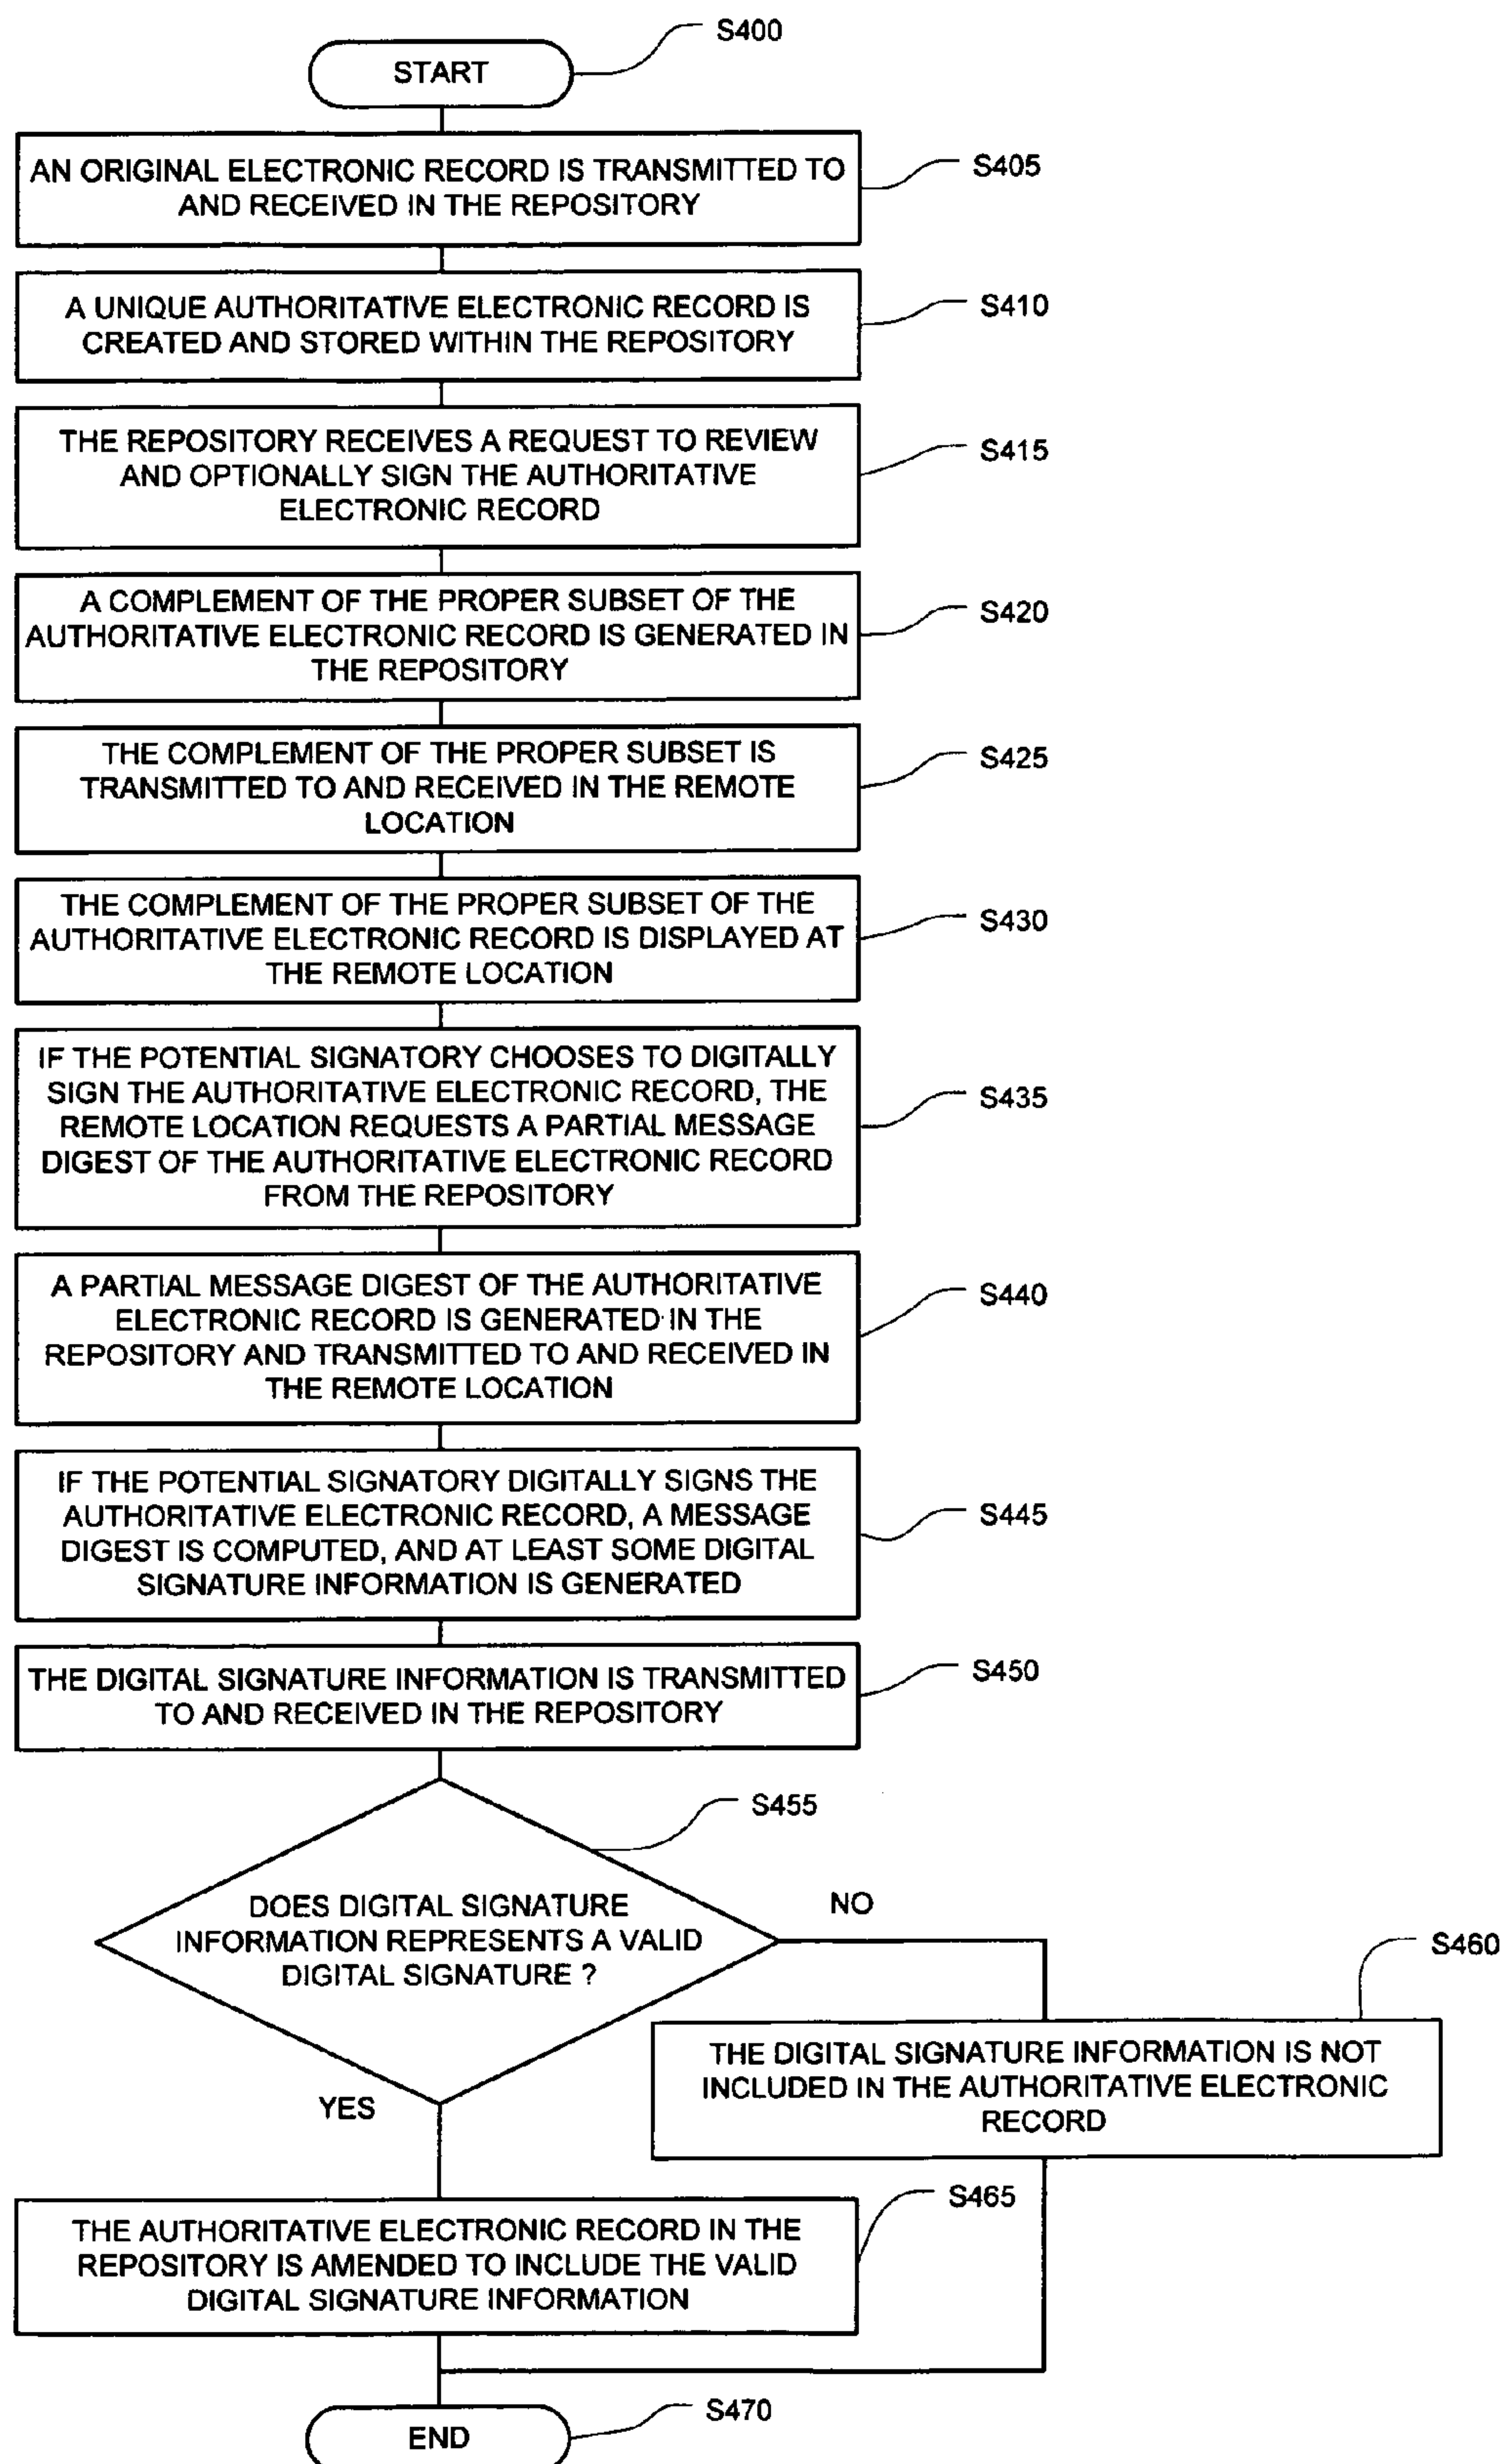 START
S400
AN ORIGINAL ELECTRONIC RECORD IS TRANSMITTED TO
AND RECEIVED IN THE REPOSITORY
S405
A UNIQUE AUTHORITATIVE ELECTRONIC RECORD IS
CREATED AND STORED WITHIN THE REPOSITORY
S410
THE REPOSITORY RECEIVES A REQUEST TO REVIEW
AND OPTIONALLY SIGN THE AUTHORITATIVE
ELECTRONIC RECORD
S415
A COMPLEMENT OF THE PROPER SUBSET OF THE
AUTHORITATIVE ELECTRONIC RECORD IS GENERATED IN
THE REPOSITORY
S420
THE COMPLEMENT OF THE PROPER SUBSET IS
TRANSMITTED TO AND RECEIVED IN THE REMOTE
LOCATION
S425
THE COMPLEMENT OF THE PROPER SUBSET OF THE
AUTHORITATIVE ELECTRONIC RECORD IS DISPLAYED AT
THE REMOTE LOCATION
S430
IF THE POTENTIAL SIGNATORY CHOOSES TO DIGITALLY
SIGN THE AUTHORITATIVE ELECTRONIC RECORD, THE
REMOTE LOCATION REQUESTS A PARTIAL MESSAGE
DIGEST OF THE AUTHORITATIVE ELECTRONIC RECORD
FROM THE REPOSITORY
S435
A PARTIAL MESSAGE DIGEST OF THE AUTHORITATIVE
ELECTRONIC RECORD IS GENERATED IN THE
REPOSITORY AND TRANSMITTED TO AND RECEIVED IN
THE REMOTE LOCATION
S440
IF THE POTENTIAL SIGNATORY DIGITALLY SIGNS THE
AUTHORITATIVE ELECTRONIC RECORD, A MESSAGE
DIGEST IS COMPUTED, AND AT LEAST SOME DIGITAL
SIGNATURE INFORMATION IS GENERATED
S445
THE DIGITAL SIGNATURE INFORMATION IS TRANSMITTED
TO AND RECEIVED IN THE REPOSITORY
S450
DOES DIGITAL SIGNATURE
INFORMATION REPRESENTS A VALID
DIGITAL SIGNATURE ?
S455
NO
YES
THE DIGITAL SIGNATURE INFORMATION IS NOT
INCLUDED IN THE AUTHORITATIVE ELECTRONIC
RECORD
S460
THE AUTHORITATIVE ELECTRONIC RECORD IN THE
REPOSITORY IS AMENDED TO INCLUDE THE VALID
DIGITAL SIGNATURE INFORMATION
S465
END
S470